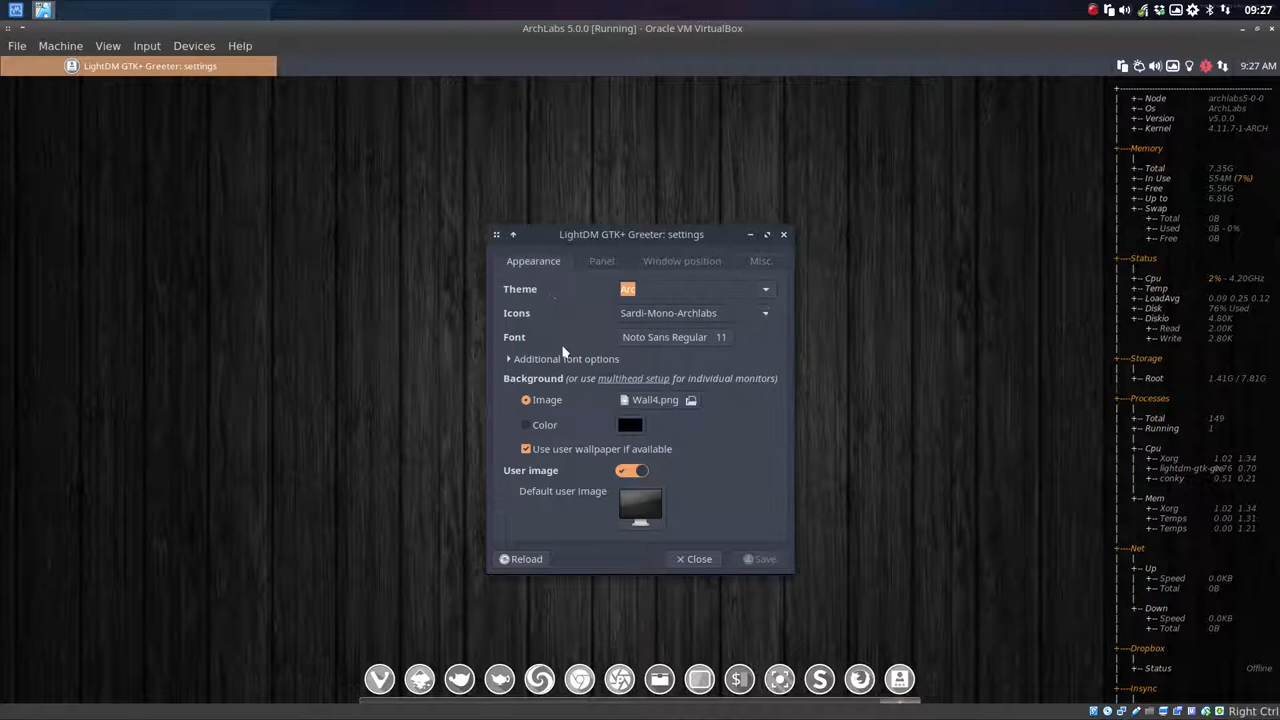 09:27
ArchLabs 5.0.0 [Running] - Oracle VM VirtualBox
File Machine View Input Devices Help
LightDM GTK+ Greeter: settings
9:27 AM
LightDM GTK+ Greeter: settings
Appearance Panel Window position Misc.
Theme Arc
Icons Sardi-Mono-Archlabs
Font Noto Sans Regular 11
Additional font options
Background (or use multihead setup for individual monitors)
Image Wall4.png
Color
Use user wallpaper if available
User image
Default user image
Reload Close Save
Node archlabs5-0-0
Os ArchLabs
Version v5.0.0
Kernel 4.11.7-1-ARCH
Memory
Total 7.35G
In Use 554M (7%)
Free 5.56G
Up to 6.81G
Swap
Total 0B
Used 0B - 0%
Free 0B
Status
Cpu 2% - 4.20GHz
Temp
LoadAvg 0.09 0.25 0.12
Disk 76% Used
Diskio 4.80K
Read 2.00K
Write 2.80K
Storage
Root 1.41G / 7.81G
Processes
Total 149
Running 1
Cpu
Xorg 1.02 1.34
lightdm-gtk-gre 0.76 0.70
conky 0.51 0.21
Mem
Xorg 1.02 1.34
Temps 0.00 1.31
Temps 0.00 1.21
Net
Up
Speed 0.0KB
Total 0B
Down
Speed 0.0KB
Total 0B
Dropbox
Status Offline
Insync
Right Ctrl